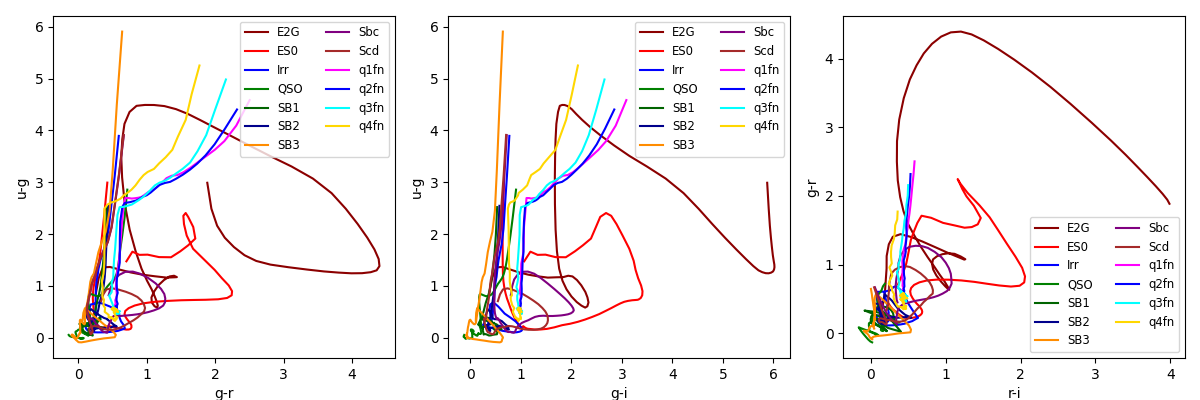 6
5
4
3
2
1
0
u-g
0
1
2
3
4
g-r
E2G
ES0
Irr
QSO
SB1
SB2
SB3
Sbc
Scd
q1fn
q2fn
q3fn
q4fn
6
5
4
3
2
1
0
u-g
0
1
2
3
4
5
6
g-i
E2G
ES0
Irr
QSO
SB1
SB2
SB3
Sbc
Scd
q1fn
q2fn
q3fn
q4fn
4
3
2
1
0
g-r
0
1
2
3
4
r-i
E2G
ES0
Irr
QSO
SB1
SB2
SB3
Sbc
Scd
q1fn
q2fn
q3fn
q4fn